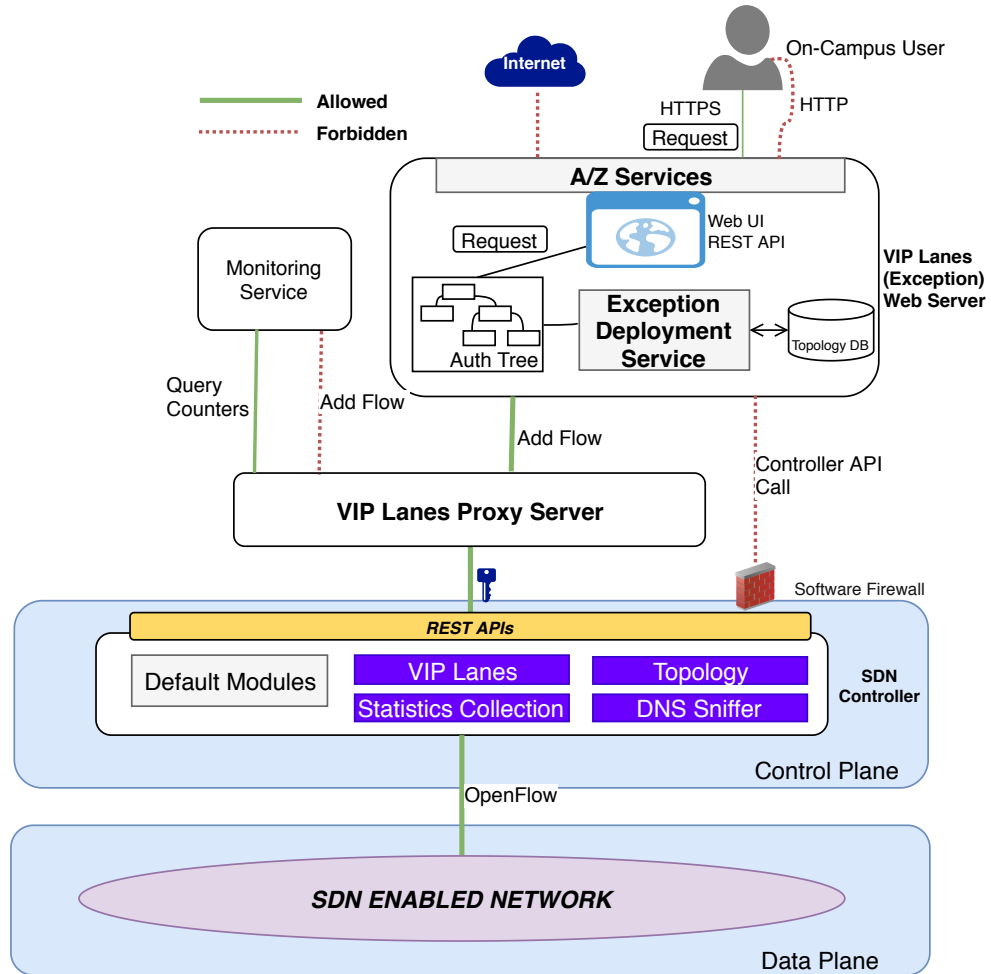 Internet
On-Campus User
Allowed
Forbidden
HTTPS
HTTP
Request
A/Z Services
Request
Web UI
REST API
VIP Lanes
(Exception)
Web Server
Monitoring
Service
Exception
Deployment
Service
Auth Tree
Topology DB
Query
Counters
Add Flow
Add Flow
Controller API
Call
VIP Lanes Proxy Server
Software Firewall
REST APIs
Default Modules
VIP Lanes
Topology
Statistics Collection
DNS Sniffer
SDN
Controller
Control Plane
OpenFlow
SDN ENABLED NETWORK
Data Plane